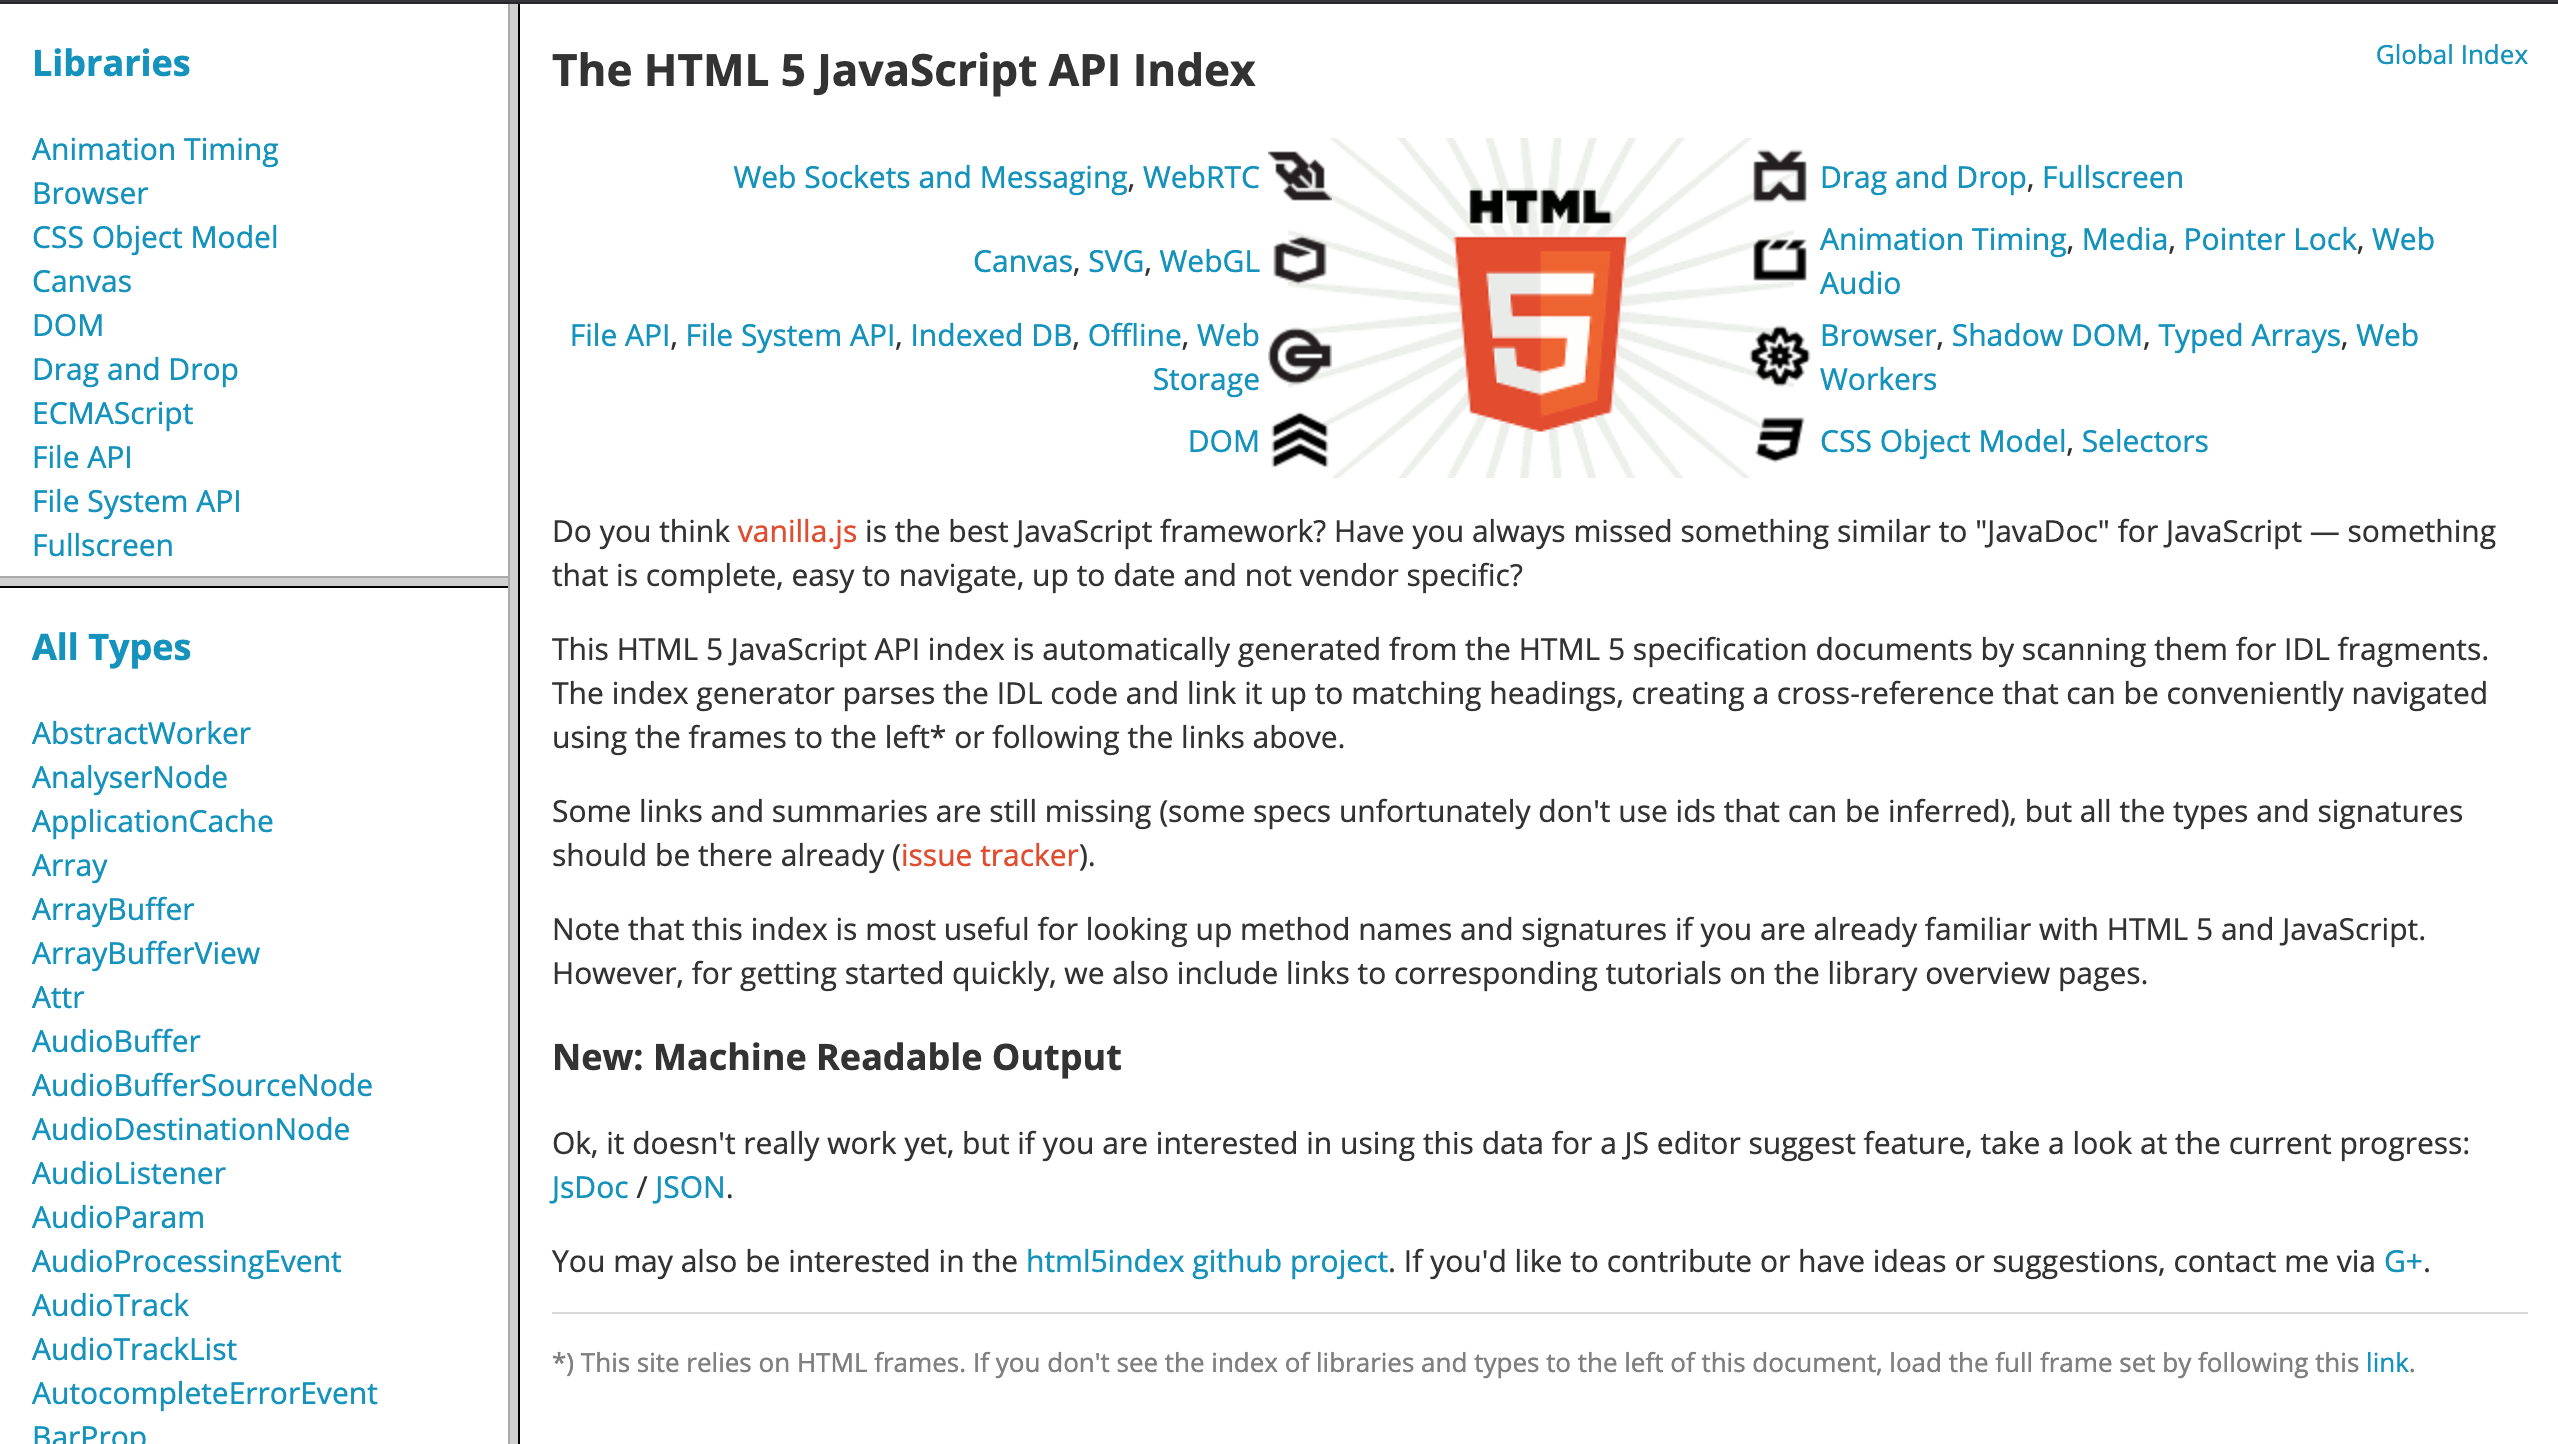 Libraries
Animation Timing
Browser
CSS Object Model
Canvas
DOM
Drag and Drop
ECMAScript
File API
File System API
Fullscreen
All Types
AbstractWorker
AnalyserNode
ApplicationCache
Array
ArrayBuffer
ArrayBufferView
Attr
AudioBuffer
AudioBufferSourceNode
AudioDestinationNode
AudioListener
AudioParam
AudioProcessingEvent
AudioTrack
AudioTrackList
AutocompleteErrorEvent
BarProp
The HTML 5 JavaScript API Index
Global Index
Web Sockets and Messaging, WebRTC
Canvas, SVG, WebGL
File API, File System API, Indexed DB, Offline, Web
Storage
DOM
HTML
5
Drag and Drop, Fullscreen
Animation Timing, Media, Pointer Lock, Web
Audio
Browser, Shadow DOM, Typed Arrays, Web
Workers
CSS Object Model, Selectors
Do you think vanilla.js is the best JavaScript framework? Have you always missed something similar to "JavaDoc" for JavaScript — something
that is complete, easy to navigate, up to date and not vendor specific?
This HTML 5 JavaScript API index is automatically generated from the HTML 5 specification documents by scanning them for IDL fragments.
The index generator parses the IDL code and link it up to matching headings, creating a cross-reference that can be conveniently navigated
using the frames to the left* or following the links above.
Some links and summaries are still missing (some specs unfortunately don't use ids that can be inferred), but all the types and signatures
should be there already (issue tracker).
Note that this index is most useful for looking up method names and signatures if you are already familiar with HTML 5 and JavaScript.
However, for getting started quickly, we also include links to corresponding tutorials on the library overview pages.
New: Machine Readable Output
Ok, it doesn't really work yet, but if you are interested in using this data for a JS editor suggest feature, take a look at the current progress:
JsDoc / JSON.
You may also be interested in the html5index github project. If you'd like to contribute or have ideas or suggestions, contact me via G+.
*) This site relies on HTML frames. If you don't see the index of libraries and types to the left of this document, load the full frame set by following this link.